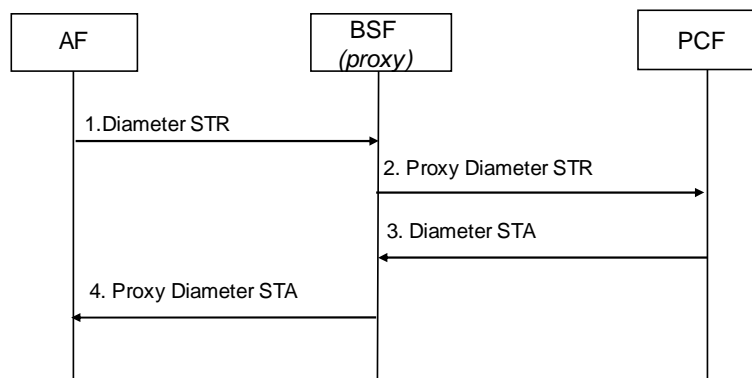 AF
BSF
(proxy)
PCF
1.Diameter STR
2. Proxy Diameter STR
3. Diameter STA
4. Proxy Diameter STA